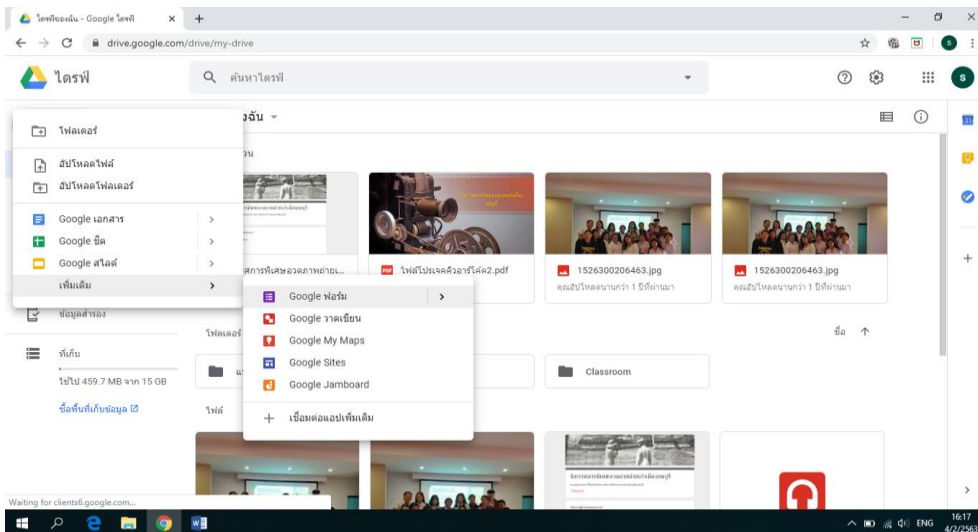 ไดรฟ์ของฉัน - Google ไดรฟ์
drive.google.com/drive/my-drive
ไดรฟ์
ค้นหาไดรฟ์
S
โฟลเดอร์
อัปโหลดไฟล์
อัปโหลดโฟลเดอร์
Google เอกสาร
Google ชีต
Google สไลด์
เพิ่มเติม
Google ฟอร์ม
Google วาดเขียน
Google My Maps
Google Sites
Google Jamboard
เชื่อมต่อแอปเพิ่มเติม
ข้อมูลสำรอง
ที่เก็บ
ใช้ไป 459.7 MB จาก 15 GB
ซื้อพื้นที่เก็บข้อมูล
PDF ไฟล์โปรเจคคิวอาร์โค้ด2.pdf
1526300206463.jpg
คุณอัปโหลดนานกว่า 1 ปีที่ผ่านมา
1526300206463.jpg
คุณอัปโหลดนานกว่า 1 ปีที่ผ่านมา
โฟลเดอร์
ชื่อ
Classroom
ไฟล์
Waiting for clients6.google.com...
ENG
16:17
4/2/2563